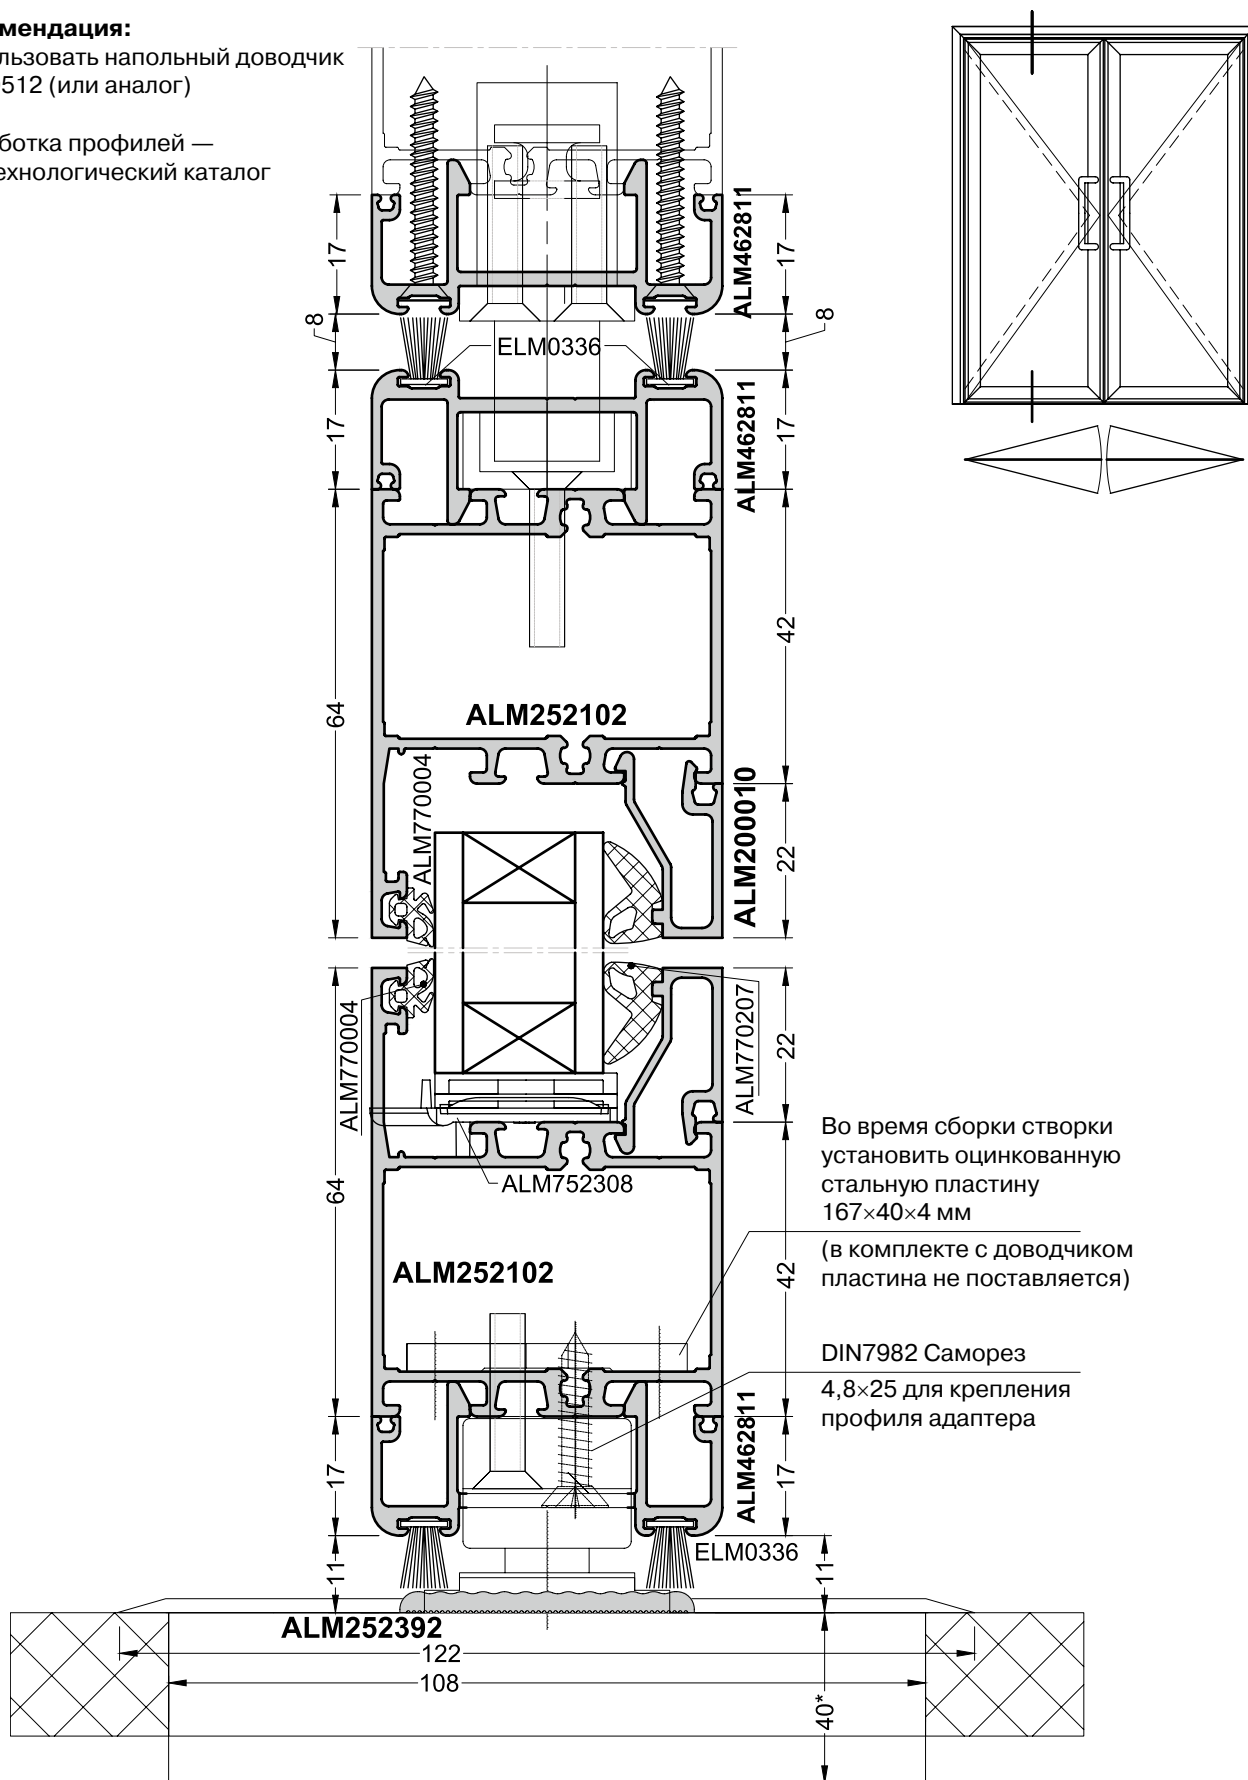 мендация:
льзовать напольный доводчик
512 (или аналог)
ботка профилей —
ехнологический каталог
17
8
17
64
64
17
11
ELM0336
ALM462811
17
8
ALM462811
17
42
ALM252102
ALM770004
ALM200010
22
ALM770004
ALM770207
22
ALM752308
42
ALM252102
Во время сборки створки
установить оцинкованную
стальную пластину
167×40×4 мм
(в комплекте с доводчиком
пластина не поставляется)
DIN7982 Саморез
4,8×25 для крепления
профиля адаптера
ALM462811
17
ELM0336
11
ALM252392
122
108
40*